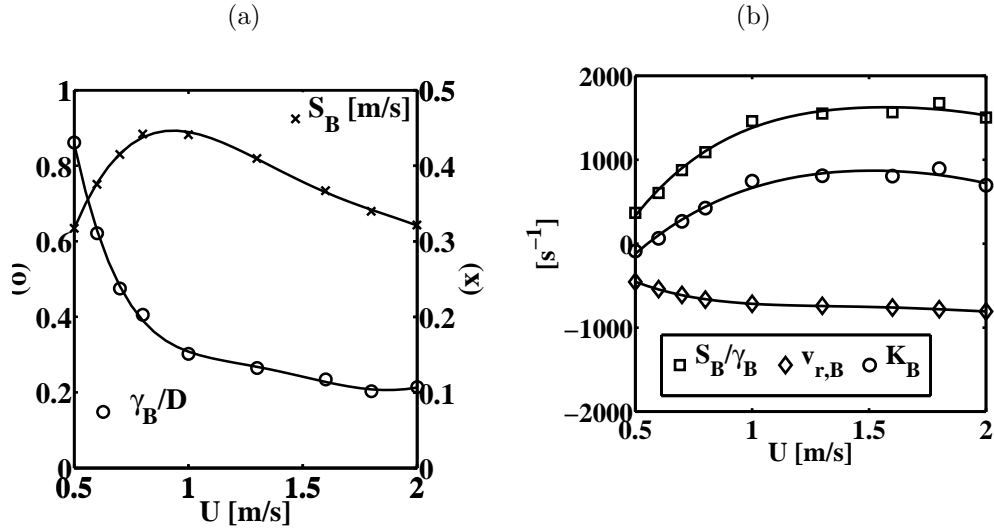 (a)
1
0.8
0.6
0.4
0.2
0
(o)
0.5
0.4
0.3
0.2
0.1
0
(x)
S_B [m/s]
γ_B/D
0.5 1 1.5 2
U [m/s]
(b)
2000
1000
0
−1000
−2000
[s^{−1}]
S_B/γ_B v_{r,B} K_B
0.5 1 1.5 2
U [m/s]